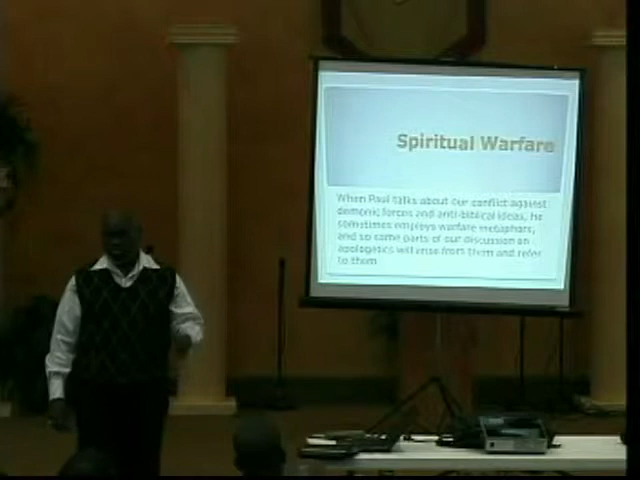 Spiritual Warfare
When Paul talks about our conflict against
demonic forces and anti-biblical ideas, he
sometimes employs warfare metaphors,
and so some parts of our discussion on
apologetics will arise from them and refer
to them